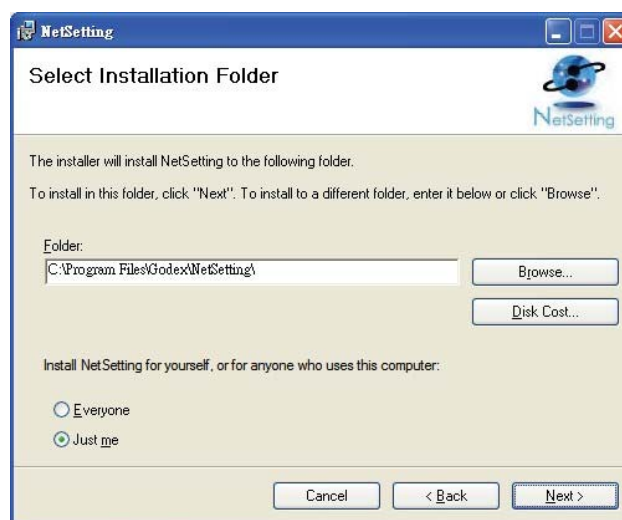 NetSetting
Select Installation Folder
NetSetting
The installer will install NetSetting to the following folder.
To install in this folder, click "Next". To install to a different folder, enter it below or click "Browse".
Folder:
C:\Program Files\Godex\NetSetting\
Browse...
Disk Cost...
Install NetSetting for yourself, or for anyone who uses this computer:
Everyone
Just me
Cancel
< Back
Next >